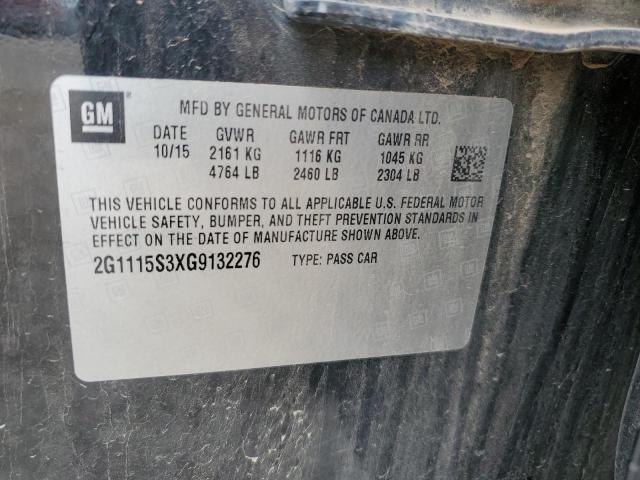 GM
MFD BY GENERAL MOTORS OF CANADA LTD.
DATE GVWR GAWR FRT GAWR RR
10/15 2161 KG 1116 KG 1045 KG
4764 LB 2460 LB 2304 LB
THIS VEHICLE CONFORMS TO ALL APPLICABLE U.S. FEDERAL MOTOR
VEHICLE SAFETY, BUMPER, AND THEFT PREVENTION STANDARDS IN
EFFECT ON THE DATE OF MANUFACTURE SHOWN ABOVE.
2G1115S3XG9132276 TYPE: PASS CAR